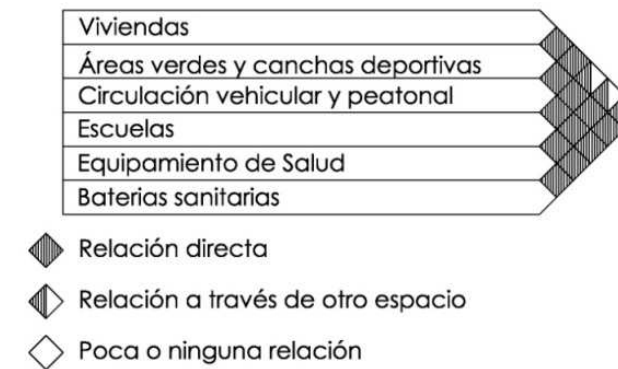 Viviendas
Áreas verdes y canchas deportivas
Circulación vehicular y peatonal
Escuelas
Equipamiento de Salud
Baterias sanitarias
Relación directa
Relación a través de otro espacio
Poca o ninguna relación